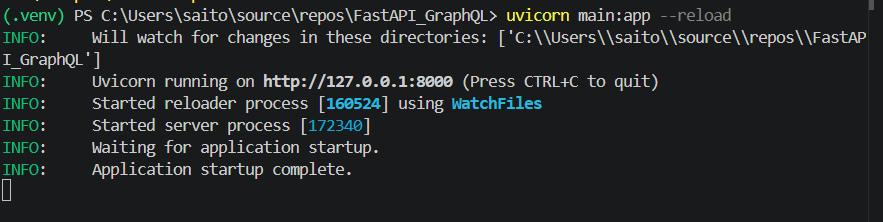 (.venv) PS C:\Users\saito\source\repos\FastAPI_GraphQL> uvicorn main:app --reload
INFO:     Will watch for changes in these directories: ['C:\\Users\\saito\\source\\repos\\FastAP
I_GraphQL']
INFO:     Uvicorn running on http://127.0.0.1:8000 (Press CTRL+C to quit)
INFO:     Started reloader process [160524] using WatchFiles
INFO:     Started server process [172340]
INFO:     Waiting for application startup.
INFO:     Application startup complete.